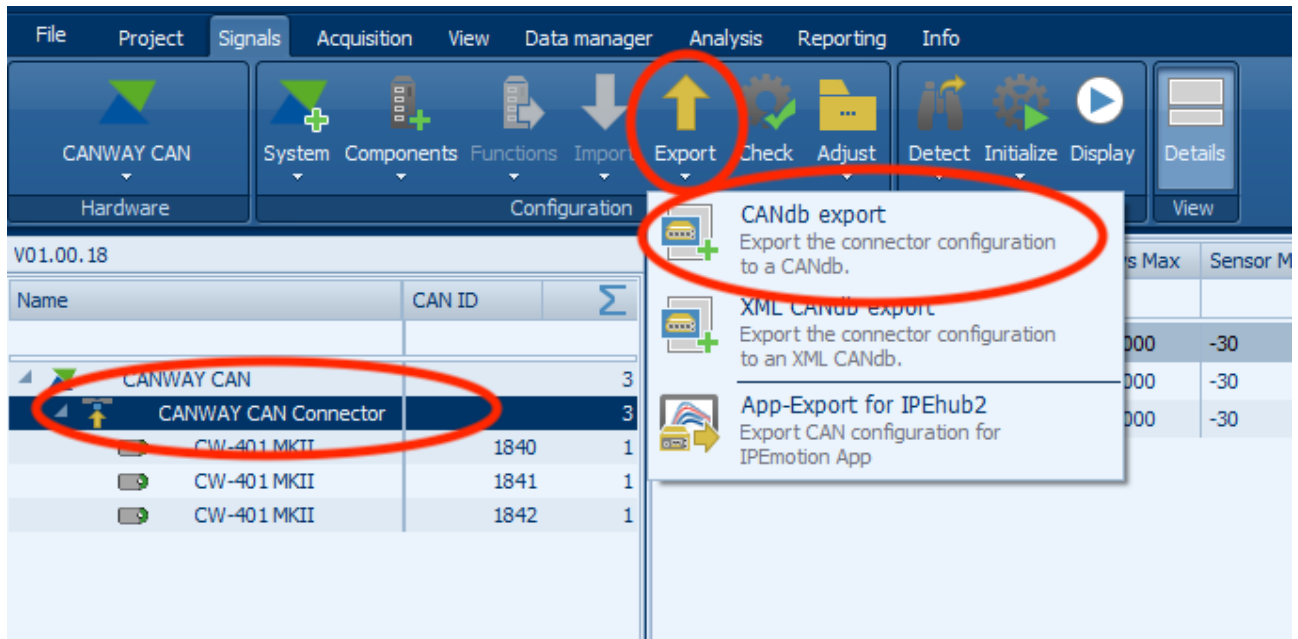 File Project Signals Acquisition View Data manager Analysis Reporting Info
CANWAY CAN System Components Functions Import Export Check Adjust Detect Initialize Display Details
Hardware Configuration View
V01.00.18
Name CAN ID Σ
CANWAY CAN 3
CANWAY CAN Connector 3
CW-401 MKII 1840 1
CW-401 MKII 1841 1
CW-401 MKII 1842 1
CANdb export
Export the connector configuration
to a CANdb.
XML CANdb export
Export the connector configuration
to an XML CANdb.
App-Export for IPEhub2
Export CAN configuration for
IPEmotion App
Max Sensor M
000 -30
000 -30
000 -30